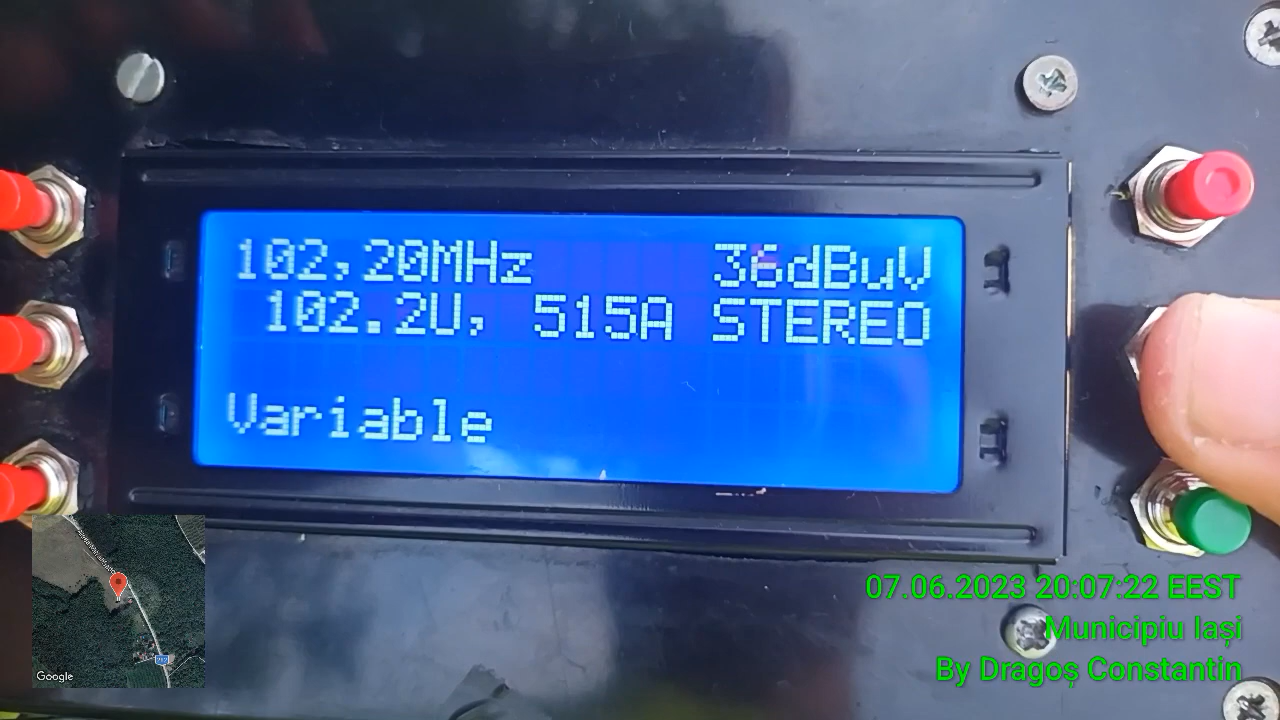 102,20MHz 36dBuV
102.2U, 515A STEREO
Variable
07.06.2023 20:07:22 EEST
Municipiu Iași
By Dragoș Constantin
Google